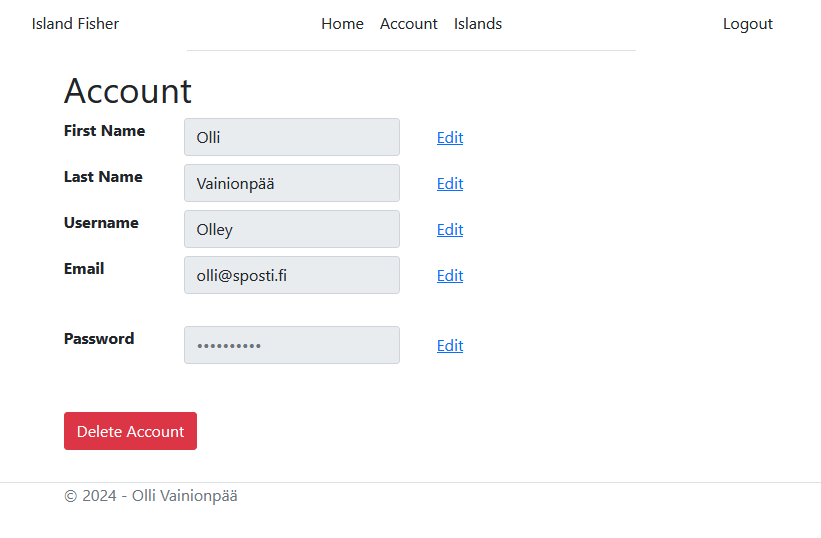 Island Fisher Home Account Islands Logout
Account
First Name Olli Edit
Last Name Vainionpää Edit
Username Olley Edit
Email olli@sposti.fi Edit
Password •••••••••• Edit
Delete Account
© 2024 - Olli Vainionpää